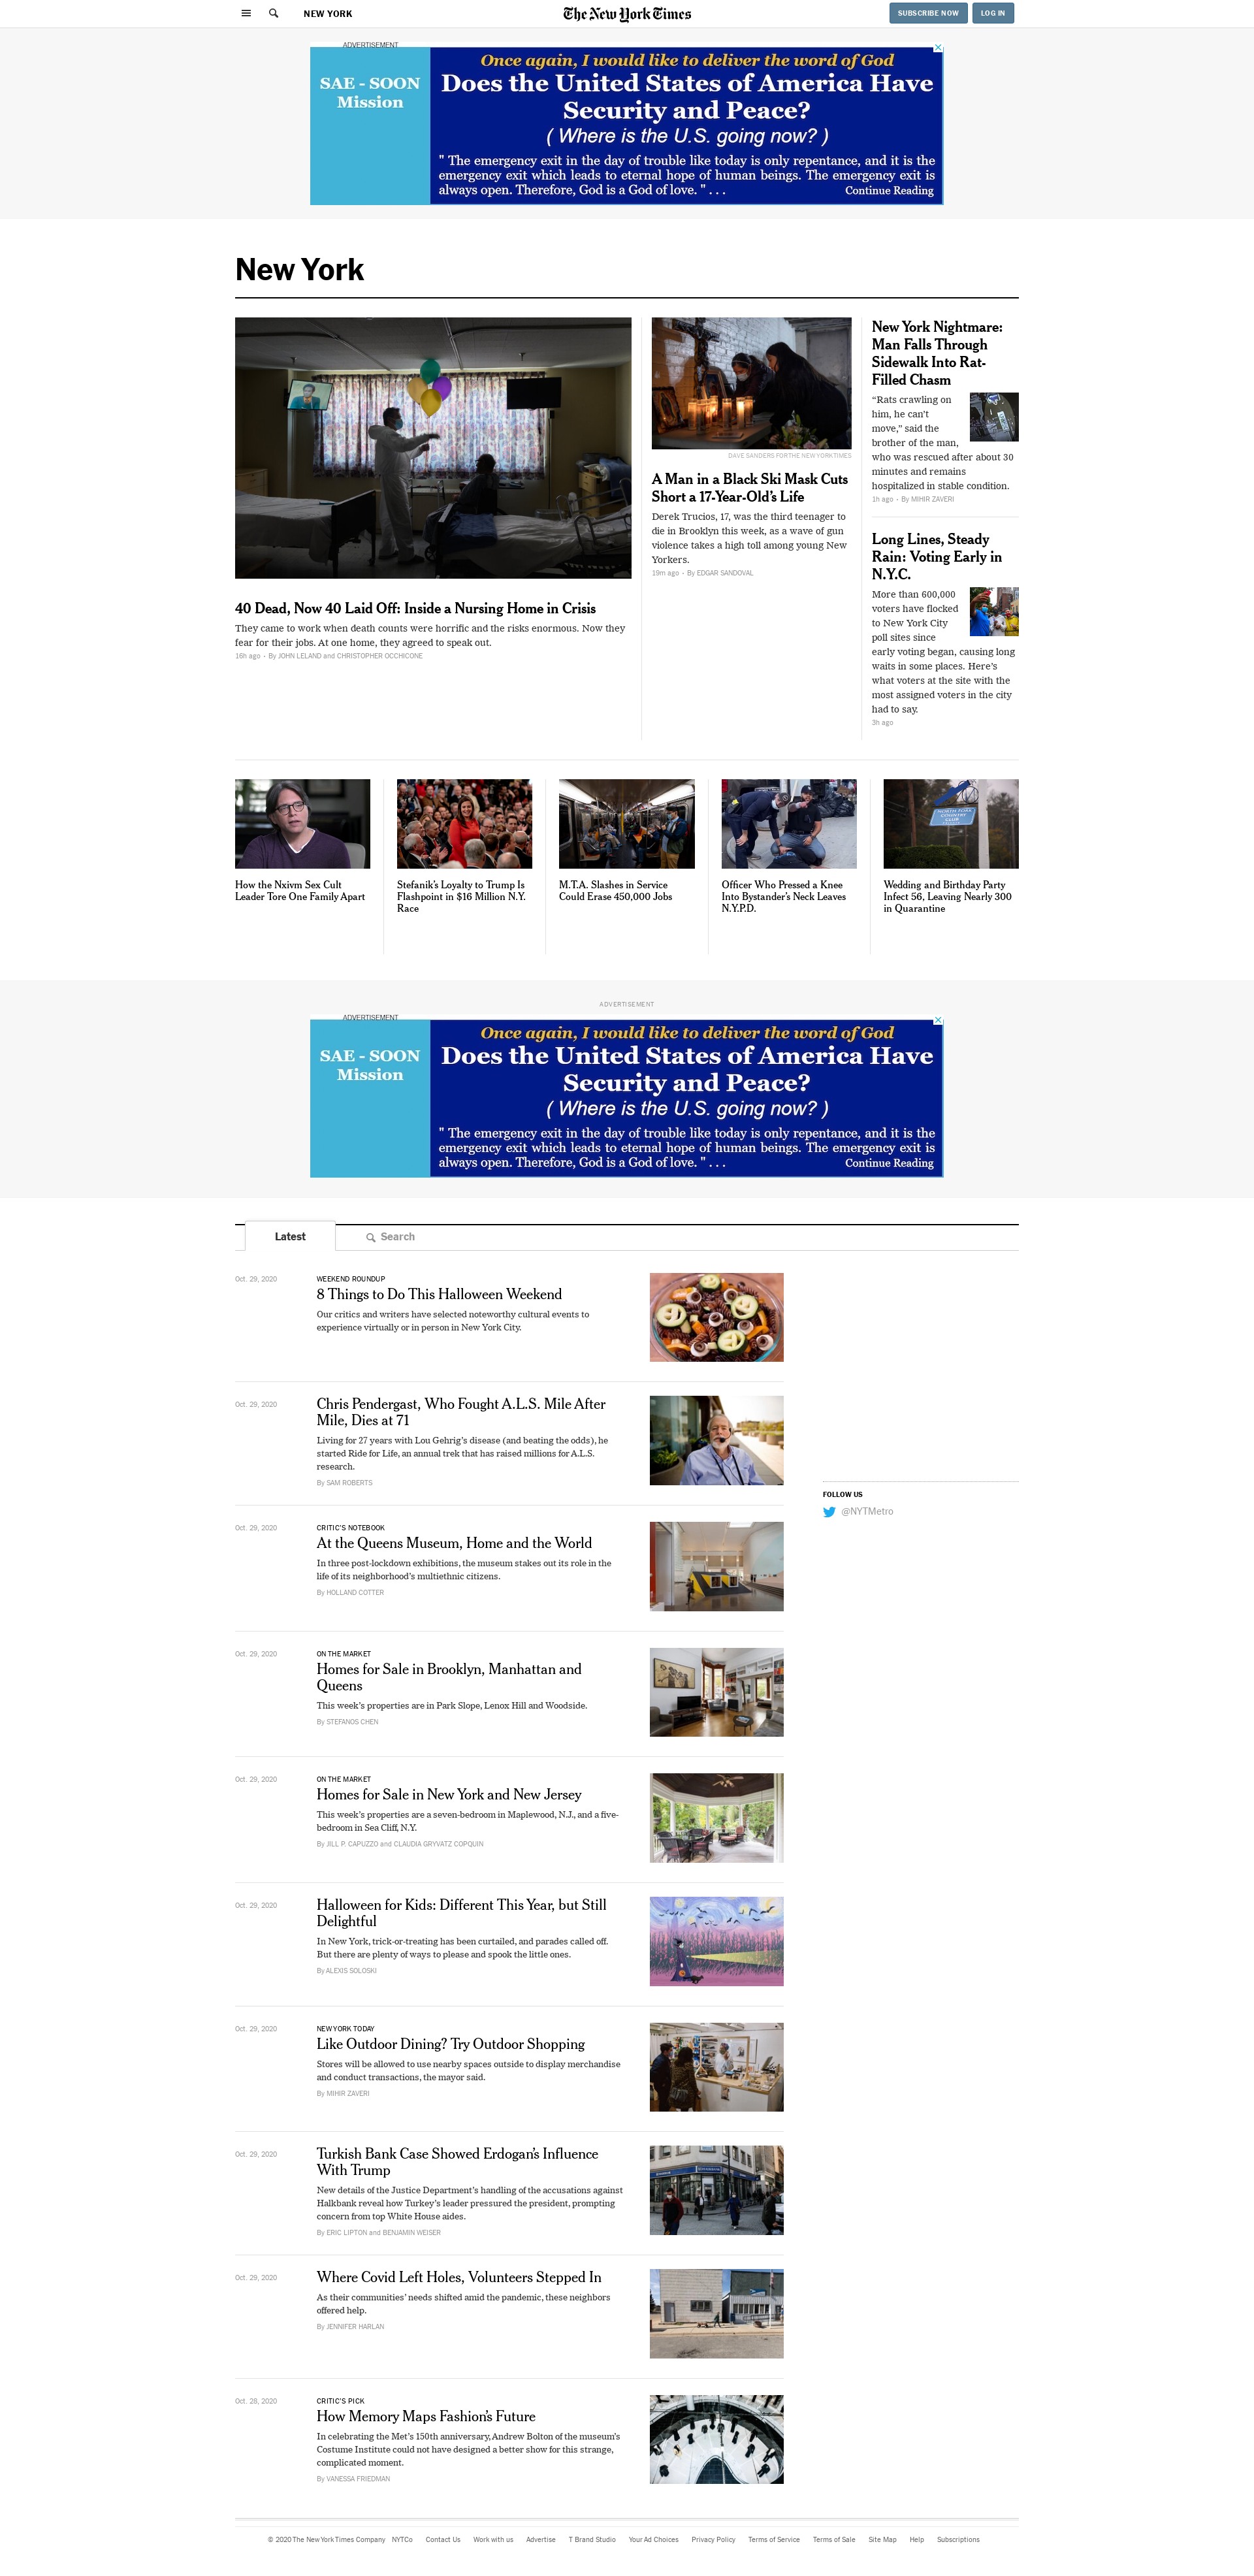 NEW YORK
The New York Times
SUBSCRIBE NOW
LOG IN
ADVERTISEMENT
SAE - SOON
Mission
Once again, I would like to deliver the word of God
Does the United States of America Have
Security and Peace?
( Where is the U.S. going now? )
" The emergency exit in the day of trouble like today is only repentance, and it is the
emergency exit which leads to eternal hope of human beings. The emergency exit is
always open. Therefore, God is a God of love. " . . .
Continue Reading
New York
40 Dead, Now 40 Laid Off: Inside a Nursing Home in Crisis
They came to work when death counts were horrific and the risks enormous. Now they
fear for their jobs. At one home, they agreed to speak out.
16h ago • By JOHN LELAND and CHRISTOPHER OCCHICONE
DAVE SANDERS FOR THE NEW YORK TIMES
A Man in a Black Ski Mask Cuts
Short a 17-Year-Old's Life
Derek Trucios, 17, was the third teenager to
die in Brooklyn this week, as a wave of gun
violence takes a high toll among young New
Yorkers.
19m ago • By EDGAR SANDOVAL
New York Nightmare:
Man Falls Through
Sidewalk Into Rat-
Filled Chasm
“Rats crawling on
him, he can't
move,” said the
brother of the man,
who was rescued after about 30
minutes and remains
hospitalized in stable condition.
1h ago • By MIHIR ZAVERI
Long Lines, Steady
Rain: Voting Early in
N.Y.C.
More than 600,000
voters have flocked
to New York City
poll sites since
early voting began, causing long
waits in some places. Here's
what voters at the site with the
most assigned voters in the city
had to say.
3h ago
How the Nxivm Sex Cult
Leader Tore One Family Apart
Stefanik's Loyalty to Trump Is
Flashpoint in $16 Million N.Y.
Race
M.T.A. Slashes in Service
Could Erase 450,000 Jobs
Officer Who Pressed a Knee
Into Bystander's Neck Leaves
N.Y.P.D.
NORTH FORK
COUNTRY
CLUB
Wedding and Birthday Party
Infect 56, Leaving Nearly 300
in Quarantine
ADVERTISEMENT
ADVERTISEMENT
SAE - SOON
Mission
Once again, I would like to deliver the word of God
Does the United States of America Have
Security and Peace?
( Where is the U.S. going now? )
" The emergency exit in the day of trouble like today is only repentance, and it is the
emergency exit which leads to eternal hope of human beings. The emergency exit is
always open. Therefore, God is a God of love. " . . .
Continue Reading
Latest
Search
Oct. 29, 2020
WEEKEND ROUNDUP
8 Things to Do This Halloween Weekend
Our critics and writers have selected noteworthy cultural events to
experience virtually or in person in New York City.
Oct. 29, 2020
Chris Pendergast, Who Fought A.L.S. Mile After
Mile, Dies at 71
Living for 27 years with Lou Gehrig's disease (and beating the odds), he
started Ride for Life, an annual trek that has raised millions for A.L.S.
research.
By SAM ROBERTS
FOLLOW US
@NYTMetro
Oct. 29, 2020
CRITIC'S NOTEBOOK
At the Queens Museum, Home and the World
In three post-lockdown exhibitions, the museum stakes out its role in the
life of its neighborhood's multiethnic citizens.
By HOLLAND COTTER
Oct. 29, 2020
ON THE MARKET
Homes for Sale in Brooklyn, Manhattan and
Queens
This week's properties are in Park Slope, Lenox Hill and Woodside.
By STEFANOS CHEN
Oct. 29, 2020
ON THE MARKET
Homes for Sale in New York and New Jersey
This week's properties are a seven-bedroom in Maplewood, N.J., and a five-
bedroom in Sea Cliff, N.Y.
By JILL P. CAPUZZO and CLAUDIA GRYVATZ COPQUIN
Oct. 29, 2020
Halloween for Kids: Different This Year, but Still
Delightful
In New York, trick-or-treating has been curtailed, and parades called off.
But there are plenty of ways to please and spook the little ones.
By ALEXIS SOLOSKI
Oct. 29, 2020
NEW YORK TODAY
Like Outdoor Dining? Try Outdoor Shopping
Stores will be allowed to use nearby spaces outside to display merchandise
and conduct transactions, the mayor said.
By MIHIR ZAVERI
Oct. 29, 2020
Turkish Bank Case Showed Erdogan's Influence
With Trump
New details of the Justice Department's handling of the accusations against
Halkbank reveal how Turkey's leader pressured the president, prompting
concern from top White House aides.
By ERIC LIPTON and BENJAMIN WEISER
Oct. 29, 2020
Where Covid Left Holes, Volunteers Stepped In
As their communities' needs shifted amid the pandemic, these neighbors
offered help.
By JENNIFER HARLAN
Oct. 28, 2020
CRITIC'S PICK
How Memory Maps Fashion's Future
In celebrating the Met's 150th anniversary, Andrew Bolton of the museum's
Costume Institute could not have designed a better show for this strange,
complicated moment.
By VANESSA FRIEDMAN
© 2020 The New York Times Company NYTCo Contact Us Work with us Advertise T Brand Studio Your Ad Choices Privacy Policy Terms of Service Terms of Sale Site Map Help Subscriptions